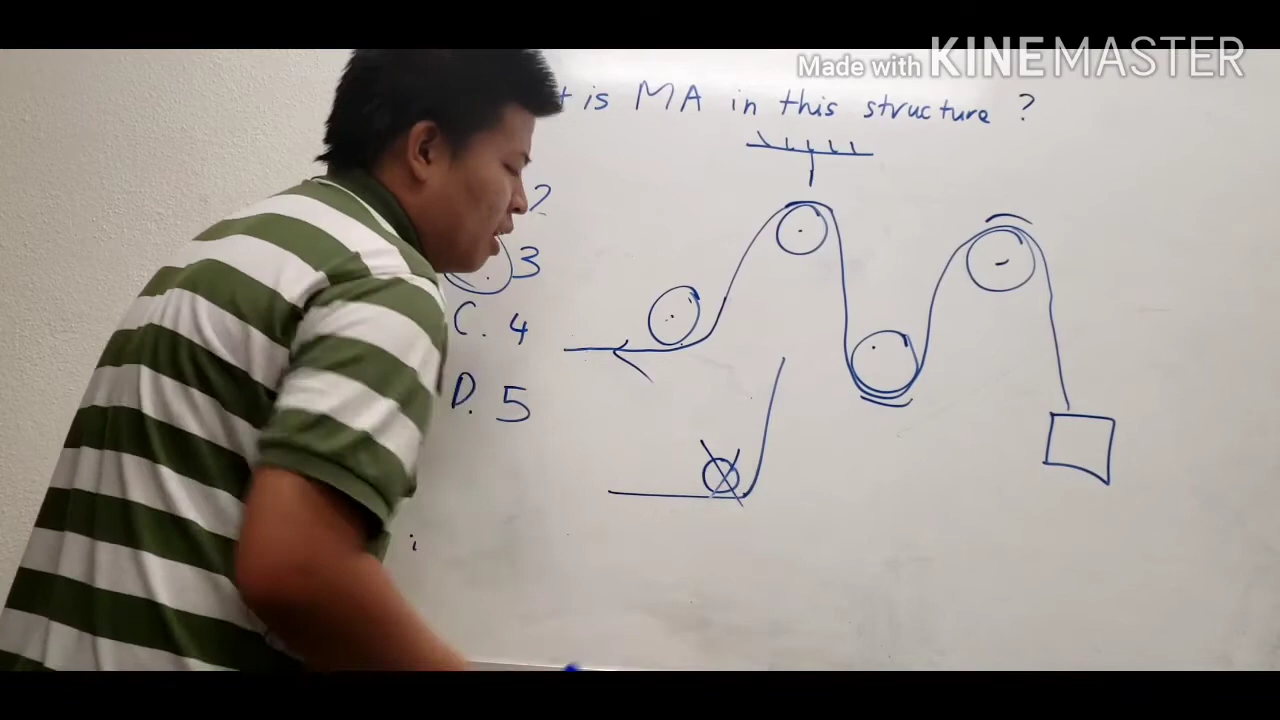 Made with KINEMASTER
t is MA in this structure ?
2
3
C. 4
D. 5